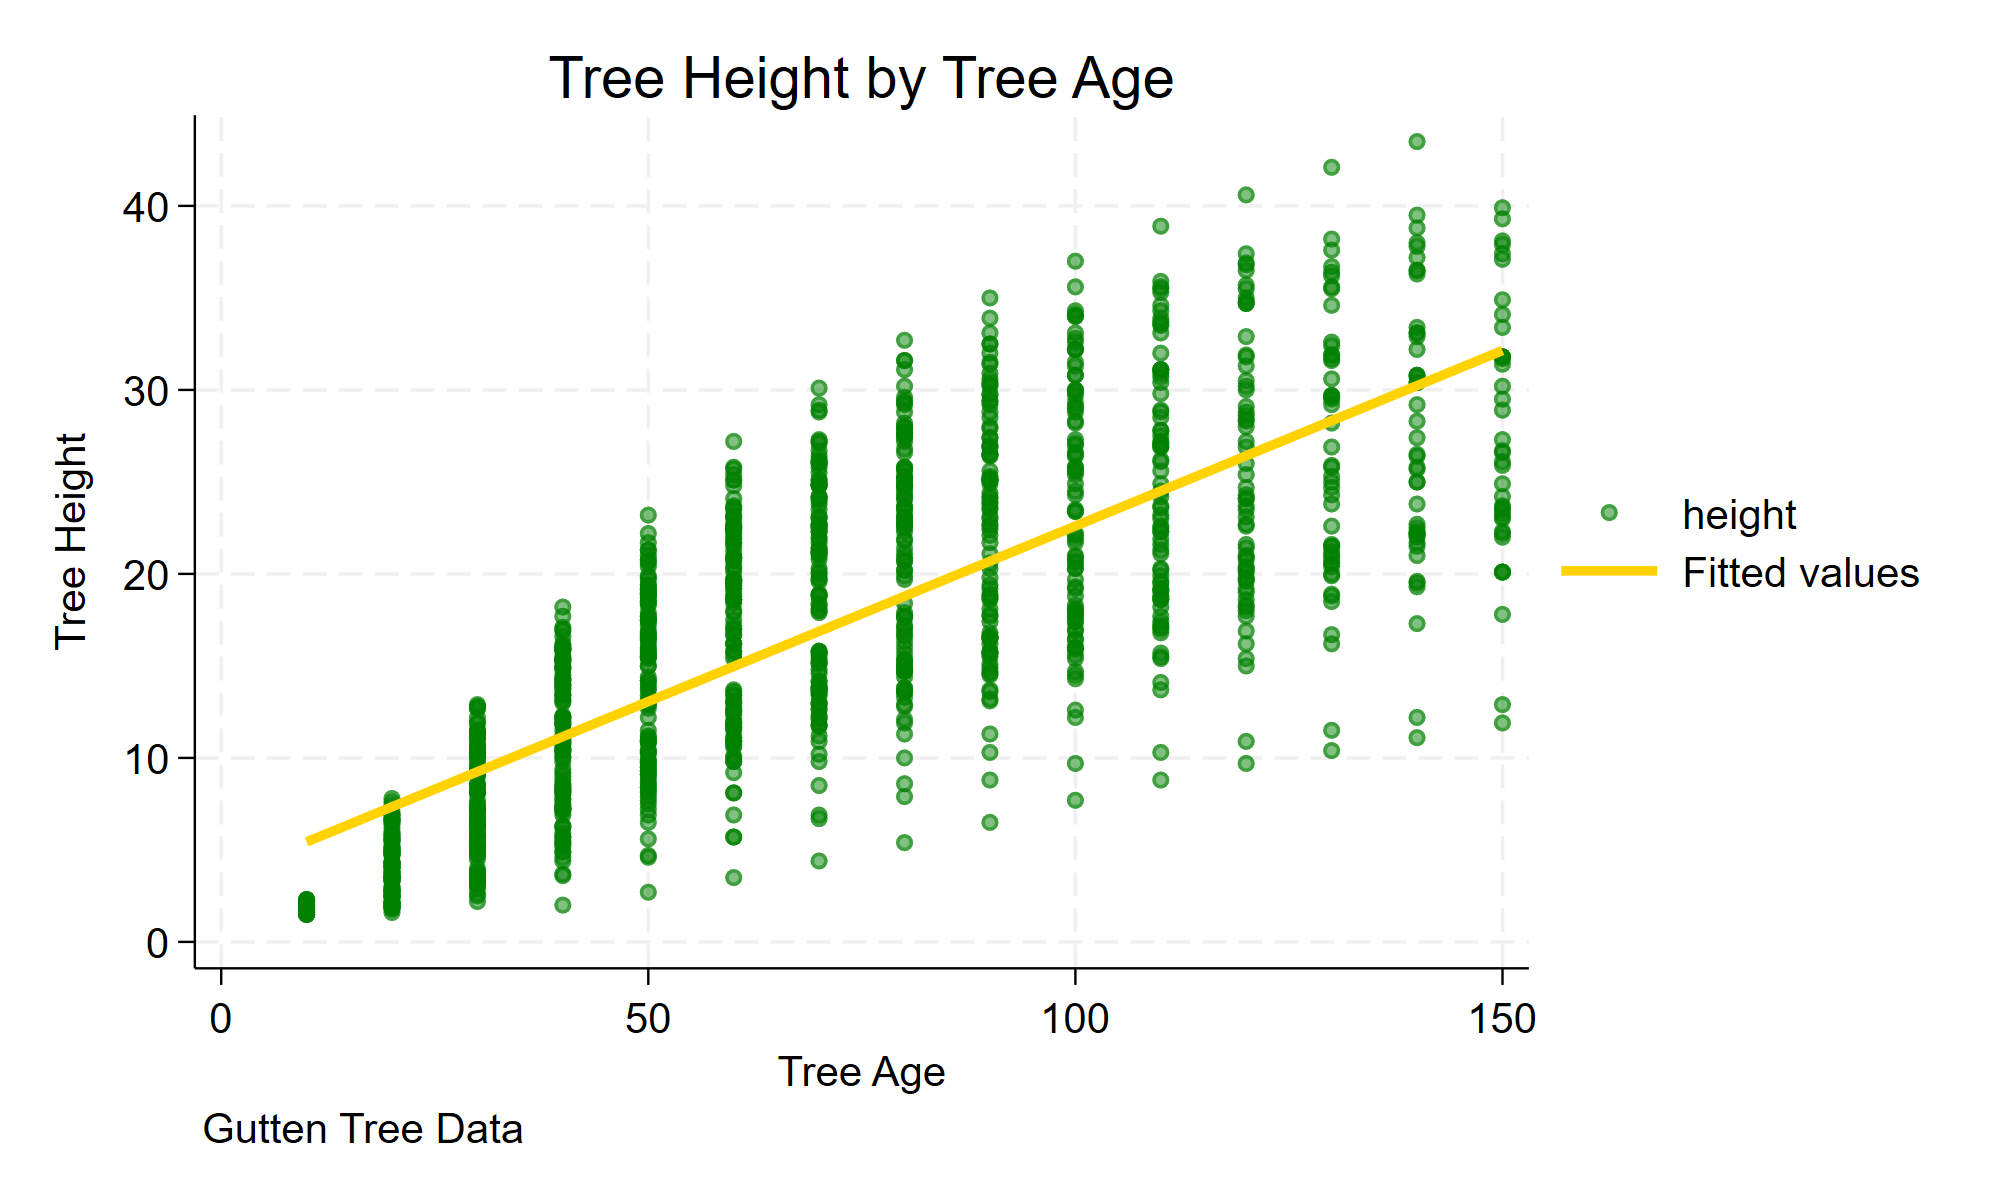 Tree Height by Tree Age
Tree Height
40
30
20
10
0
0 50 100 150
Tree Age
height
Fitted values
Gutten Tree Data